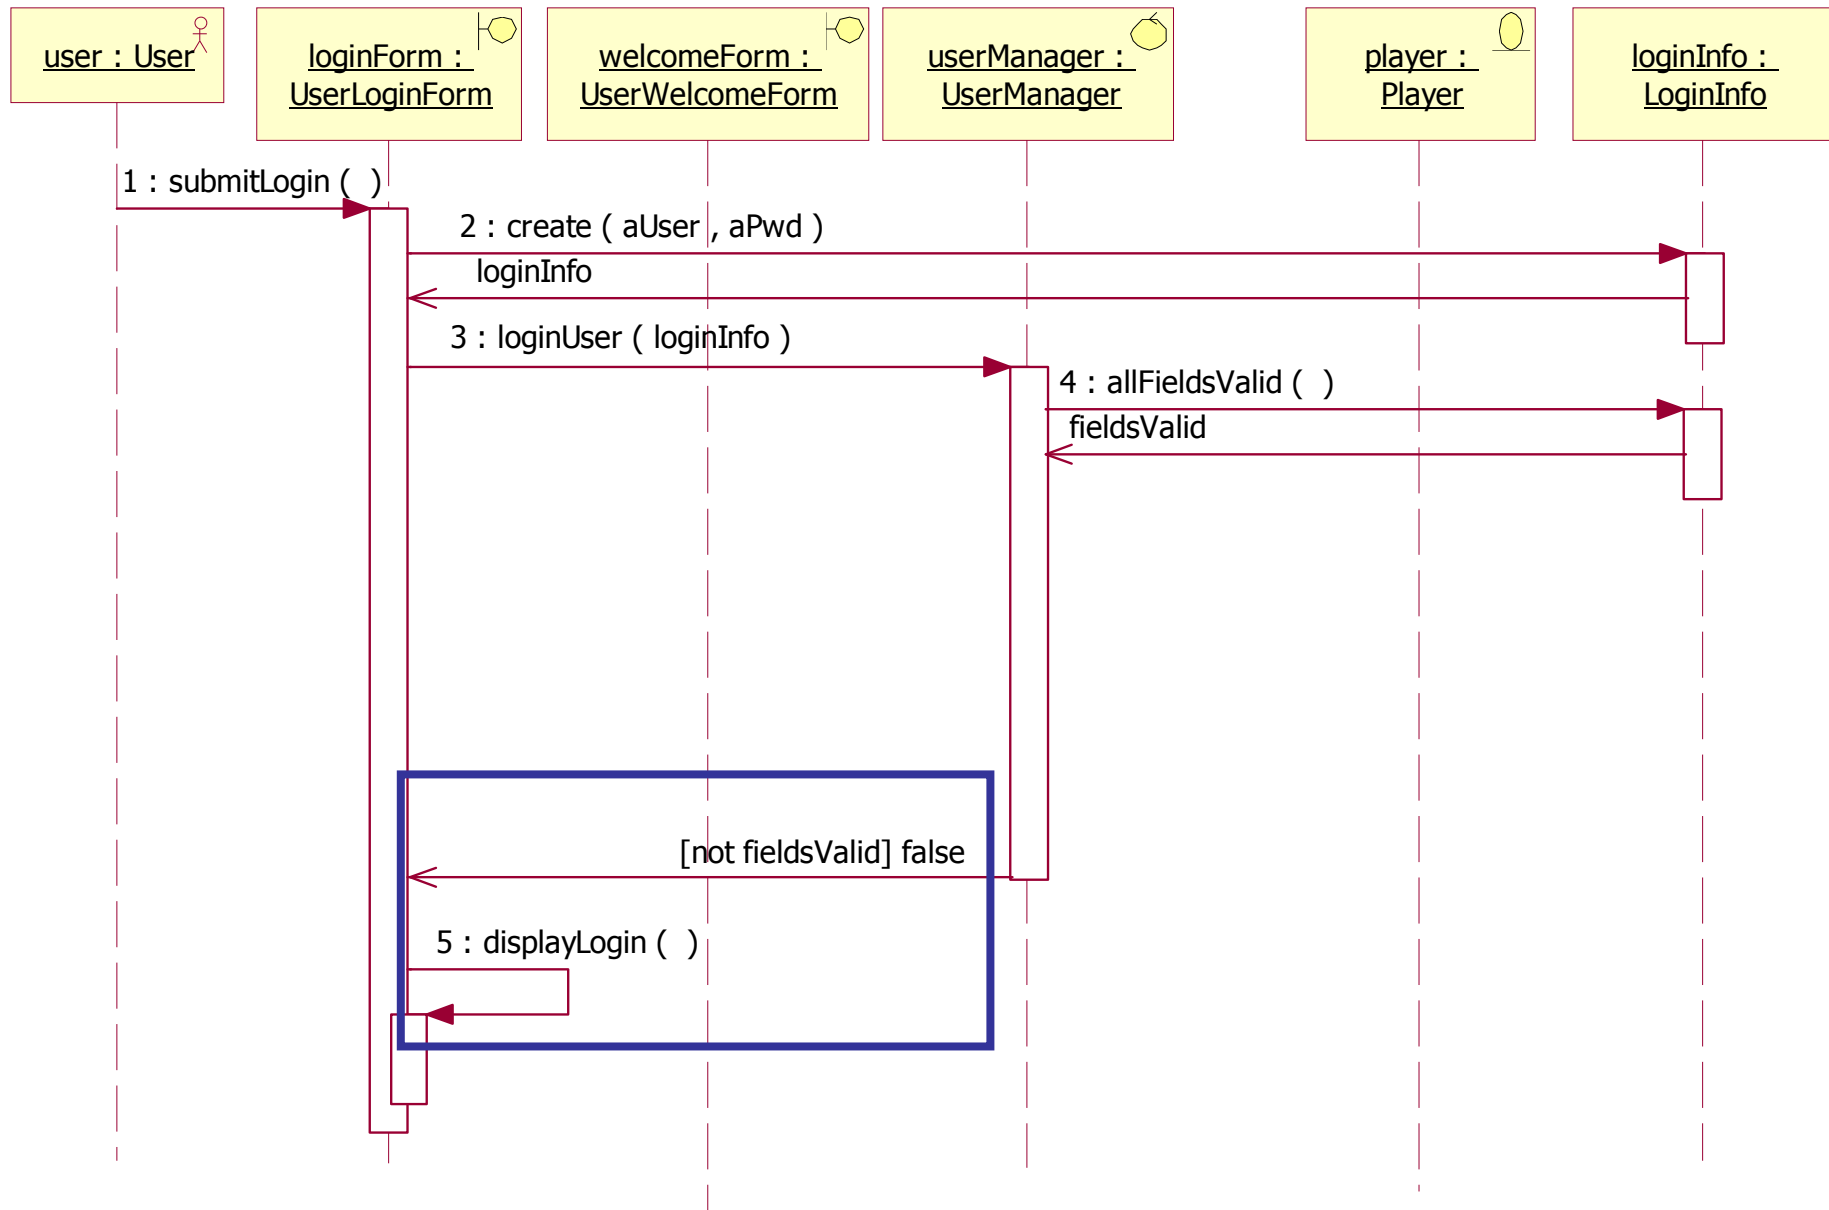 user : User
loginForm :
UserLoginForm
welcomeForm :
UserWelcomeForm
userManager :
UserManager
player :
Player
loginInfo :
LoginInfo
1 : submitLogin (  )
2 : create ( aUser , aPwd )
loginInfo
3 : loginUser ( loginInfo )
4 : allFieldsValid (  )
fieldsValid
[not fieldsValid] false
5 : displayLogin (  )